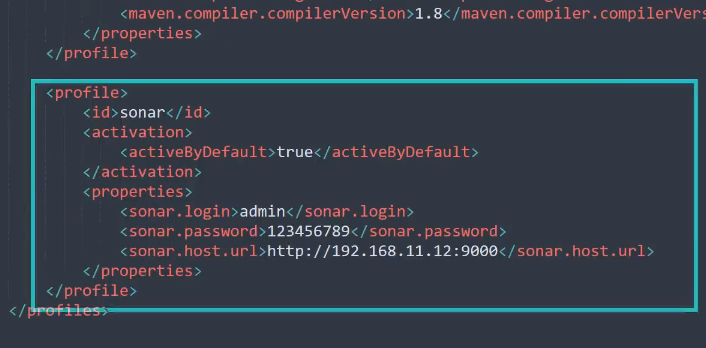 <maven.compiler.compilerVersion>1.8</maven.compiler.compilerVers
</properties>
</profile>
<profile>
<id>sonar</id>
<activation>
<activeByDefault>true</activeByDefault>
</activation>
<properties>
<sonar.login>admin</sonar.login>
<sonar.password>123456789</sonar.password>
<sonar.host.url>http://192.168.11.12:9000</sonar.host.url>
</properties>
</profile>
</profiles>